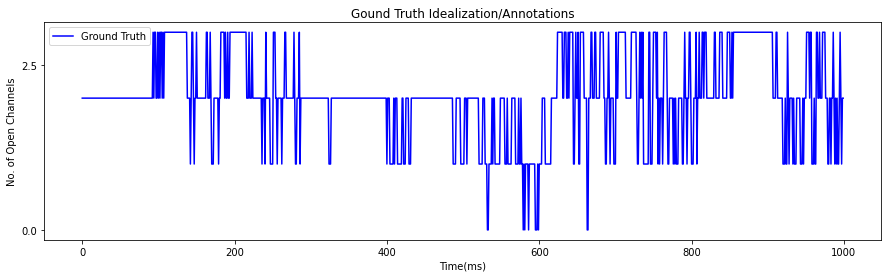 Gound Truth Idealization/Annotations
Ground Truth
2.5
No. of Open Channels
0.0
0 200 400 600 800 1000
Time(ms)